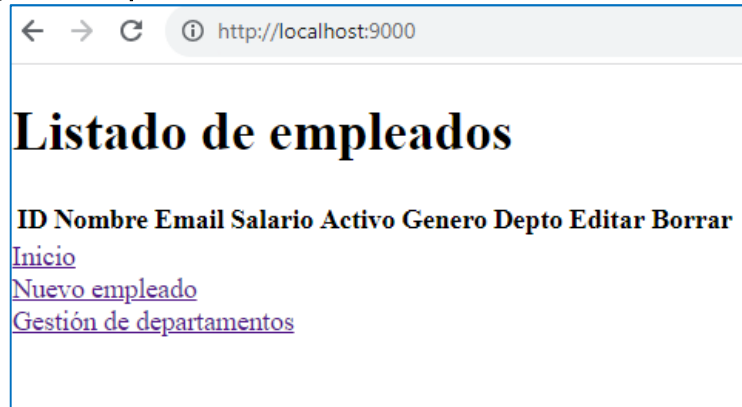 http://localhost:9000
Listado de empleados
ID Nombre Email Salario Activo Genero Depto Editar Borrar
Inicio
Nuevo empleado
Gestión de departamentos